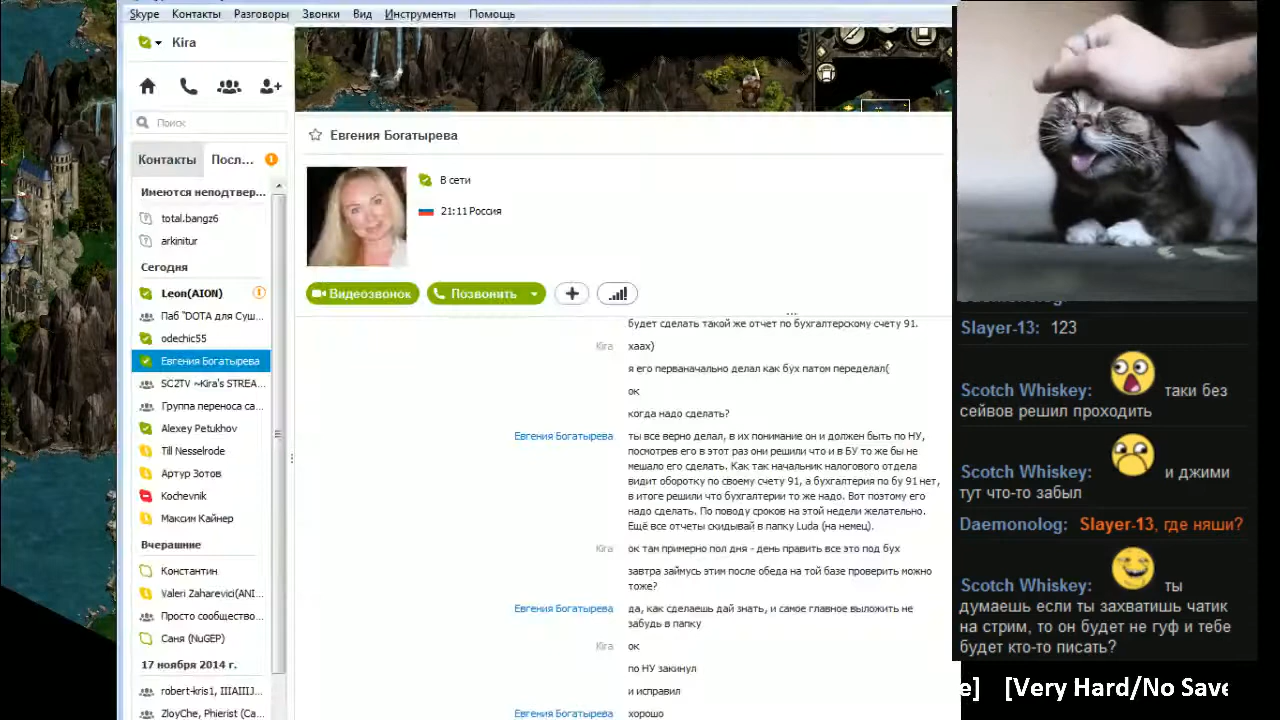 Skype Контакты Разговоры Звонки Вид Инструменты Помощь
Kira
Поиск
Контакты Посл... 1
Имеются неподтвер...
total.bangz6
arkinitur
Сегодня
Leon(AION)
Паб "DOTA для Суш...
odechic55
Евгения Богатырева
SC2TV ~Kira's STREA...
Группа переноса са...
Alexey Petukhov
Till Nesselrode
Артур Зотов
Kochevnik
Максим Кайнер
Вчерашние
Константин
Valeri Zaharevici(ANI...
Просто сообщество...
Саня (NuGEP)
17 ноября 2014 г.
robert-kris1, IIIAIIIJ...
ZloyChe, Phierist (Ca...
Евгения Богатырева
В сети
21:11 Россия
Видеозвонок Позвонить
будет сделать такой же отчет по бухгалтерскому счету 91.
Kira хаах)
я его перваначально делал как бух патом переделал(
ок
когда надо сделать?
Евгения Богатырева ты все верно делал, в их понимание он и должен быть по НУ,
посмотрев его в этот раз они решили что и в БУ то же бы не
мешало его сделать. Как так начальник налогового отдела
видит оборотку по своему счету 91, а бухгалтерия по бу 91 нет,
в итоге решили что бухгалтерии то же надо. Вот поэтому его
надо сделать. По поводу сроков на этой недели желательно.
Ещё все отчеты скидывай в папку Luda (на немец).
Kira ок там примерно пол дня - день править все это под бух
завтра займусь этим после обеда на той базе проверить можно
тоже?
Евгения Богатырева да, как сделаешь дай знать, и самое главное выложить не
забудь в папку
Kira ок
по НУ закинул
и исправил
Евгения Богатырева хорошо
Slayer-13: 123
Scotch Whiskey: таки без
сейвов решил проходить
Scotch Whiskey: и джими
тут что-то забыл
Daemonolog: Slayer-13, где няши?
Scotch Whiskey: ты
думаешь если ты захватишь чатик
на стрим, то он будет не гуф и тебе
будет кто-то писать?
e] [Very Hard/No Save